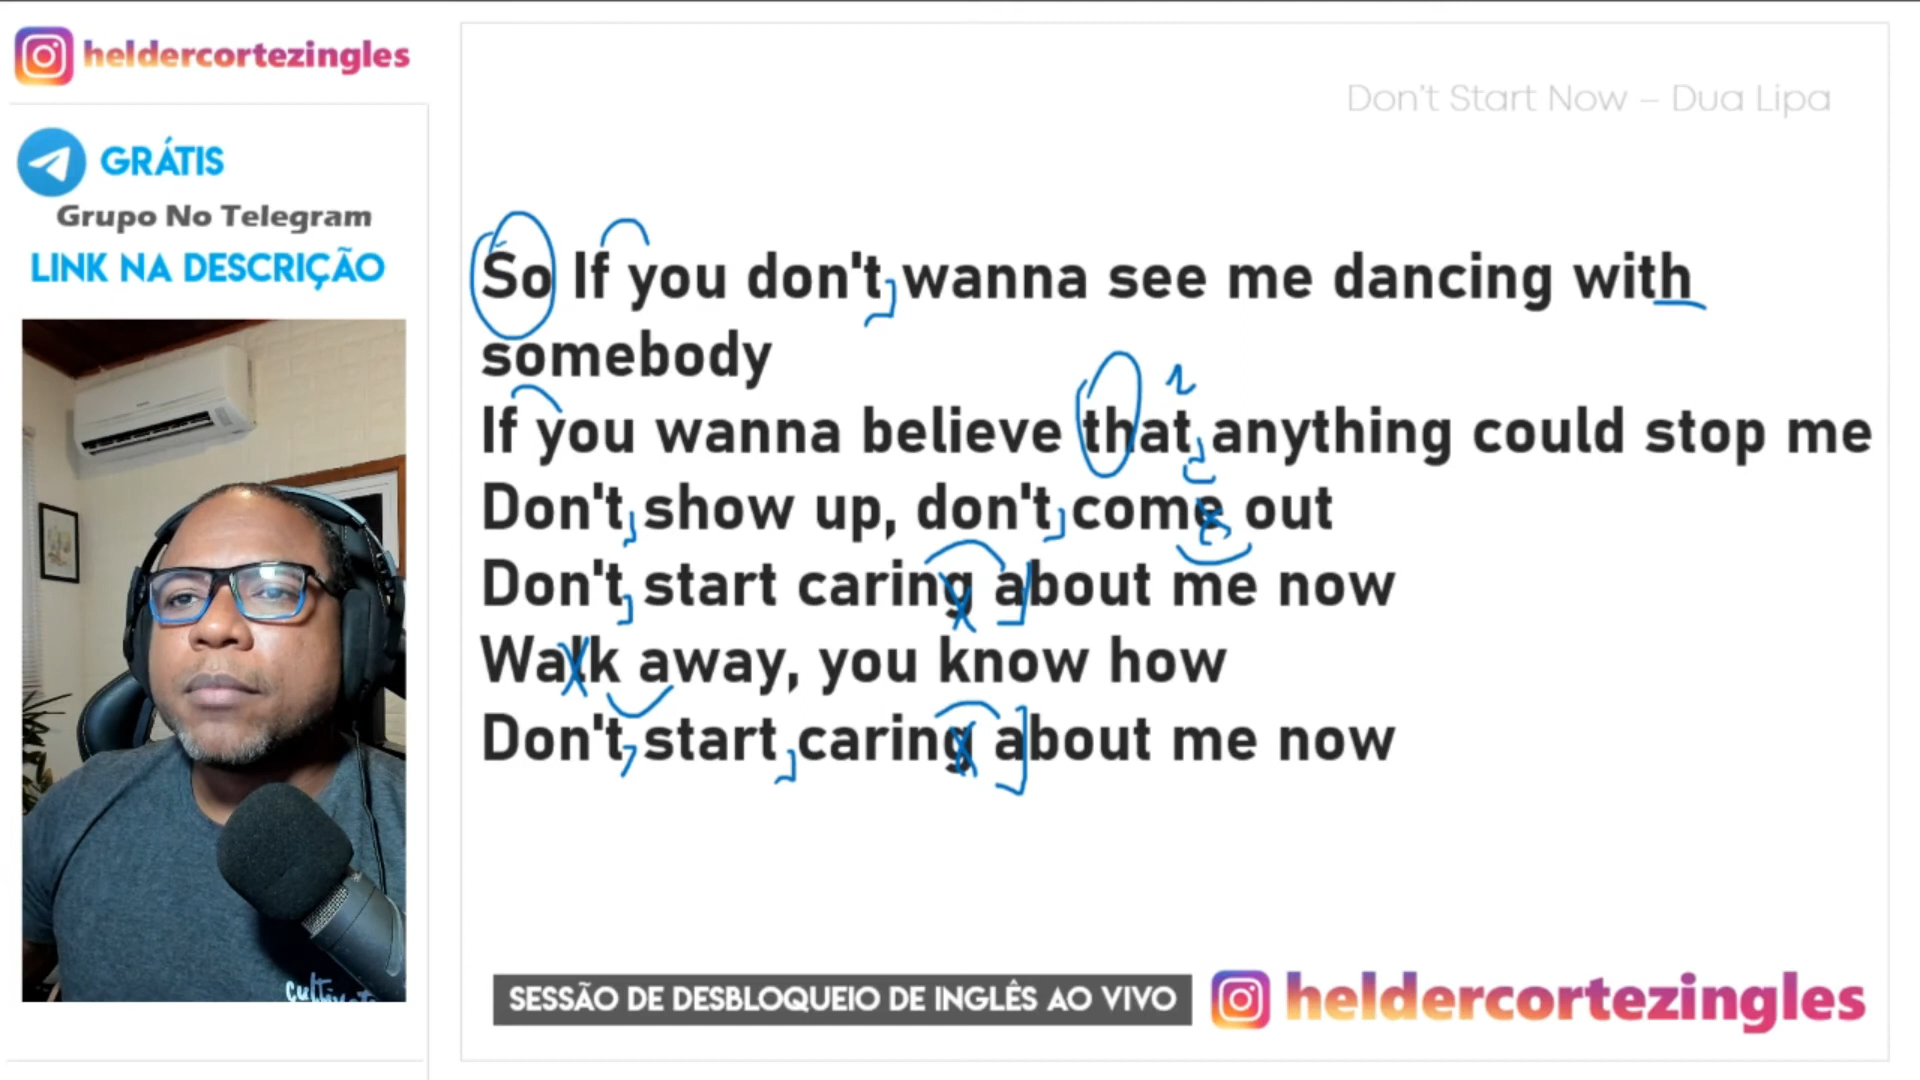 heldercortezingles
GRÁTIS
Grupo No Telegram
LINK NA DESCRIÇÃO
Don't Start Now – Dua Lipa
So If you don't wanna see me dancing with
somebody
If you wanna believe that anything could stop me
Don't show up, don't come out
Don't start caring about me now
Walk away, you know how
Don't start caring about me now
SESSÃO DE DESBLOQUEIO DE INGLÊS AO VIVO
heldercortezingles